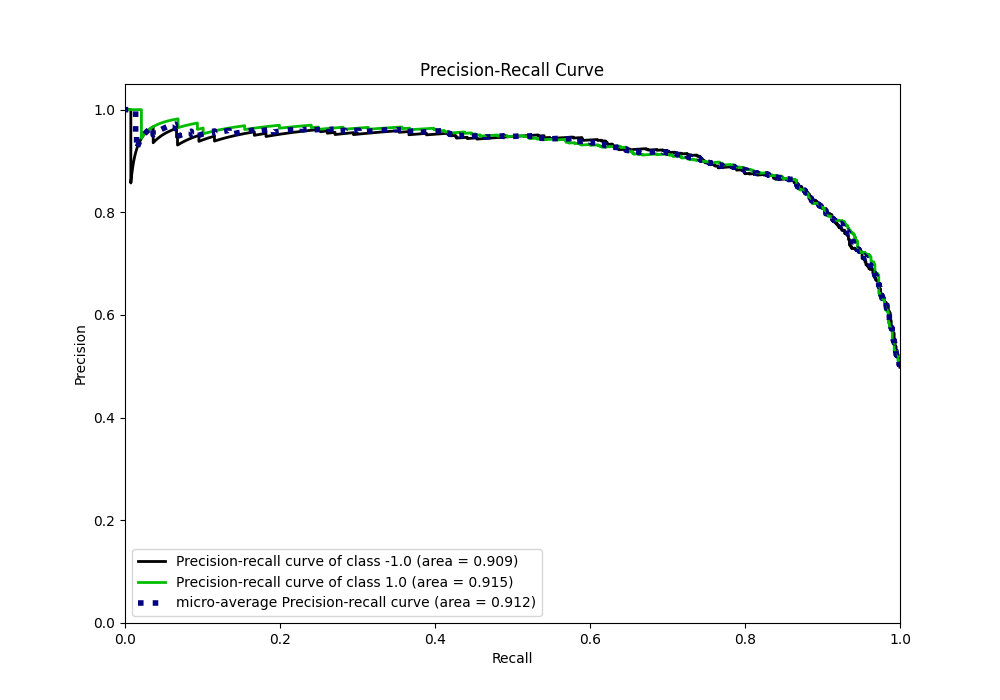 Precision-Recall Curve
1.0
0.8
0.6
0.4
0.2
0.0
Precision
Precision-recall curve of class -1.0 (area = 0.909)
Precision-recall curve of class 1.0 (area = 0.915)
micro-average Precision-recall curve (area = 0.912)
0.0 0.2 0.4 0.6 0.8 1.0
Recall